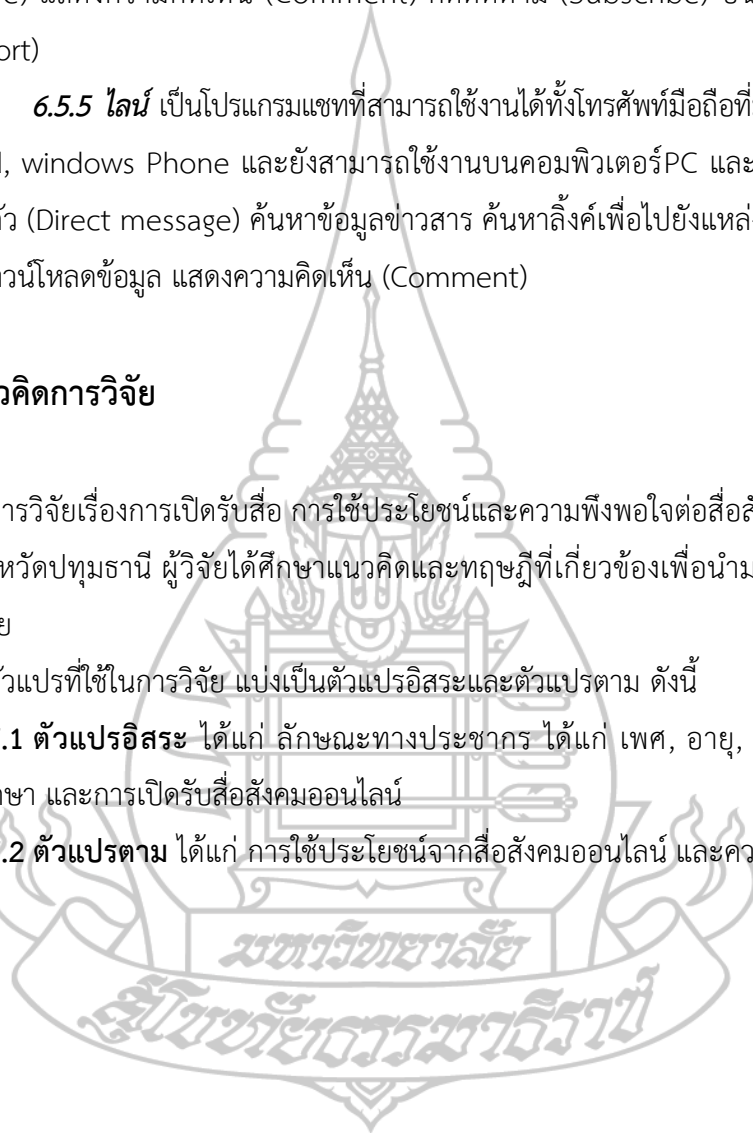 แสดงความคิดเห็น (Comment) กดติดตาม (Subscribe)
ort)
6.5.5 ไลน์ เป็นโปรแกรมแชทที่สามารถใช้งานได้ทั้งโทรศัพท์มือถือที่
, windows Phone และยังสามารถใช้งานบนคอมพิวเตอร์PC และ
ตัว (Direct message) ค้นหาข้อมูลข่าวสาร ค้นหาลิ้งค์เพื่อไปยังแหล่
าวน์โหลดข้อมูล แสดงความคิดเห็น (Comment)
วคิดการวิจัย
ารวิจัยเรื่องการเปิดรับสื่อ การใช้ประโยชน์และความพึงพอใจต่อสื่อสั
หวัดปทุมธานี ผู้วิจัยได้ศึกษาแนวคิดและทฤษฎีที่เกี่ยวข้องเพื่อนำม
ย
ัวแปรที่ใช้ในการวิจัย แบ่งเป็นตัวแปรอิสระและตัวแปรตาม ดังนี้
.1 ตัวแปรอิสระ ได้แก่ ลักษณะทางประชากร ได้แก่ เพศ, อายุ,
กษา และการเปิดรับสื่อสังคมออนไลน์
.2 ตัวแปรตาม ได้แก่ การใช้ประโยชน์จากสื่อสังคมออนไลน์ และคว
มหาวิทยาลัย
สุโขทัยธรรมาธิราช